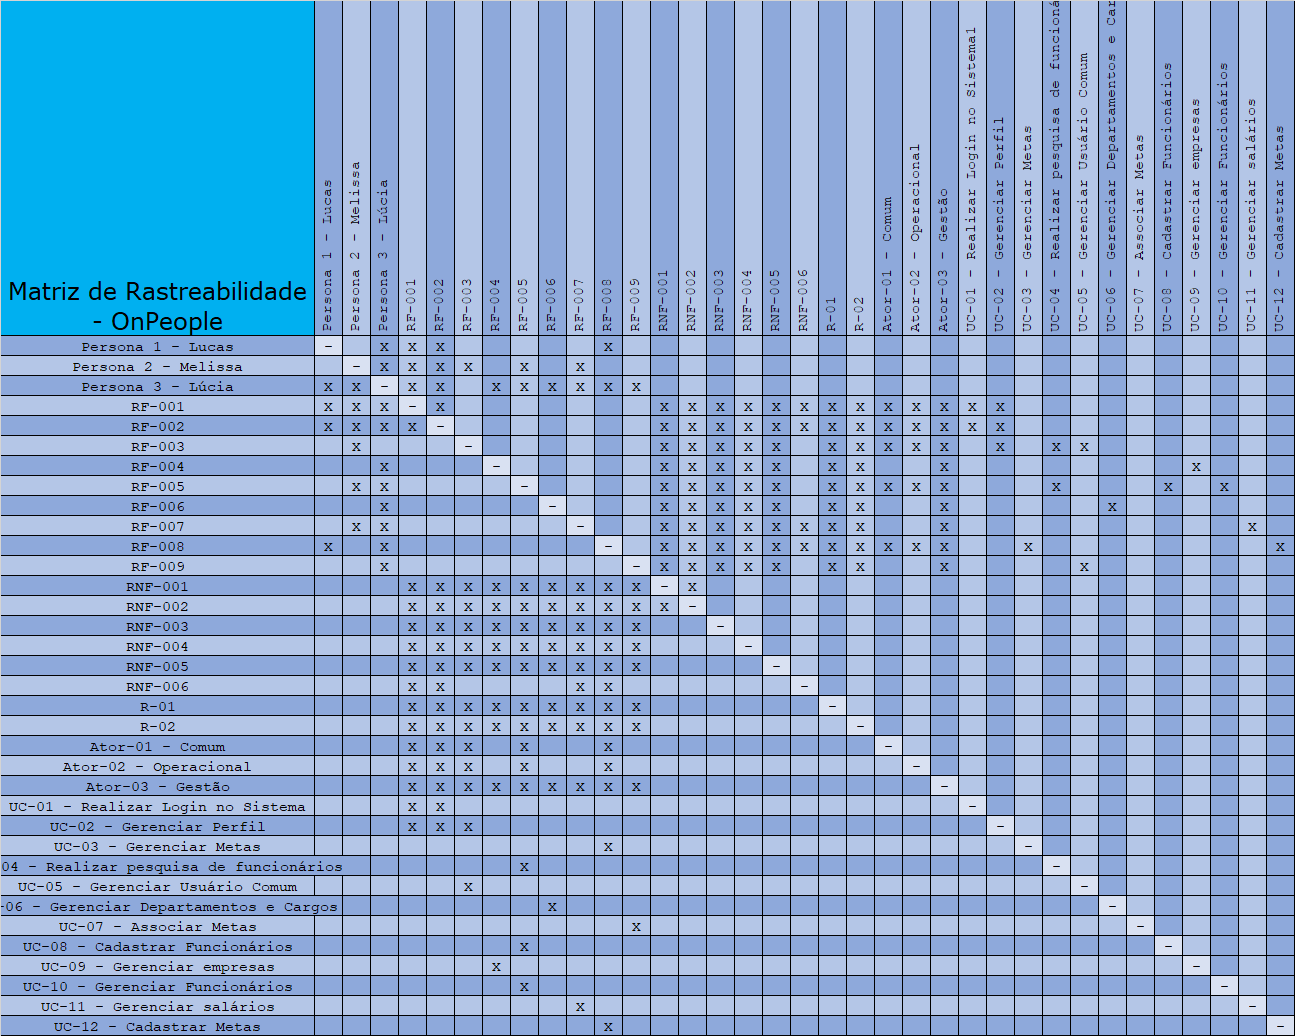 Matriz de Rastreabilidade
- OnPeople
Persona 1 - Lucas
Persona 2 - Melissa
Persona 3 - Lúcia
RF-001
RF-002
RF-003
RF-004
RF-005
RF-006
RF-007
RF-008
RF-009
RNF-001
RNF-002
RNF-003
RNF-004
RNF-005
RNF-006
R-01
R-02
Ator-01 - Comum
Ator-02 - Operacional
Ator-03 - Gestão
UC-01 - Realizar Login no Sistema1
UC-02 - Gerenciar Perfil
UC-03 - Gerenciar Metas
UC-04 - Realizar pesquisa de funcioná
UC-05 - Gerenciar Usuário Comum
UC-06 - Gerenciar Departamentos e Car
UC-07 - Associar Metas
UC-08 - Cadastrar Funcionários
UC-09 - Gerenciar empresas
UC-10 - Gerenciar Funcionários
UC-11 - Gerenciar salários
UC-12 - Cadastrar Metas
Persona 1 - Lucas - X X X X
Persona 2 - Melissa - X X X X X X
Persona 3 - Lúcia X X - X X X X X X X X
RF-001 X X X - X X X X X X X X X X X X X X
RF-002 X X X X - X X X X X X X X X X X X X
RF-003 X - X X X X X X X X X X X X X
RF-004 X - X X X X X X X X X
RF-005 X X - X X X X X X X X X X X X X
RF-006 X - X X X X X X X X X
RF-007 X X - X X X X X X X X X X
RF-008 X X - X X X X X X X X X X X X X
RF-009 X - X X X X X X X X X
RNF-001 X X X X X X X X X - X
RNF-002 X X X X X X X X X X -
RNF-003 X X X X X X X X X -
RNF-004 X X X X X X X X X -
RNF-005 X X X X X X X X X -
RNF-006 X X X X -
R-01 X X X X X X X X X -
R-02 X X X X X X X X X -
Ator-01 - Comum X X X X X -
Ator-02 - Operacional X X X X X -
Ator-03 - Gestão X X X X X X X X X -
UC-01 - Realizar Login no Sistema X X -
UC-02 - Gerenciar Perfil X X X -
UC-03 - Gerenciar Metas X -
04 - Realizar pesquisa de funcionários X -
UC-05 - Gerenciar Usuário Comum X -
-06 - Gerenciar Departamentos e Cargos X -
UC-07 - Associar Metas X -
UC-08 - Cadastrar Funcionários X -
UC-09 - Gerenciar empresas X -
UC-10 - Gerenciar Funcionários X -
UC-11 - Gerenciar salários X -
UC-12 - Cadastrar Metas X -